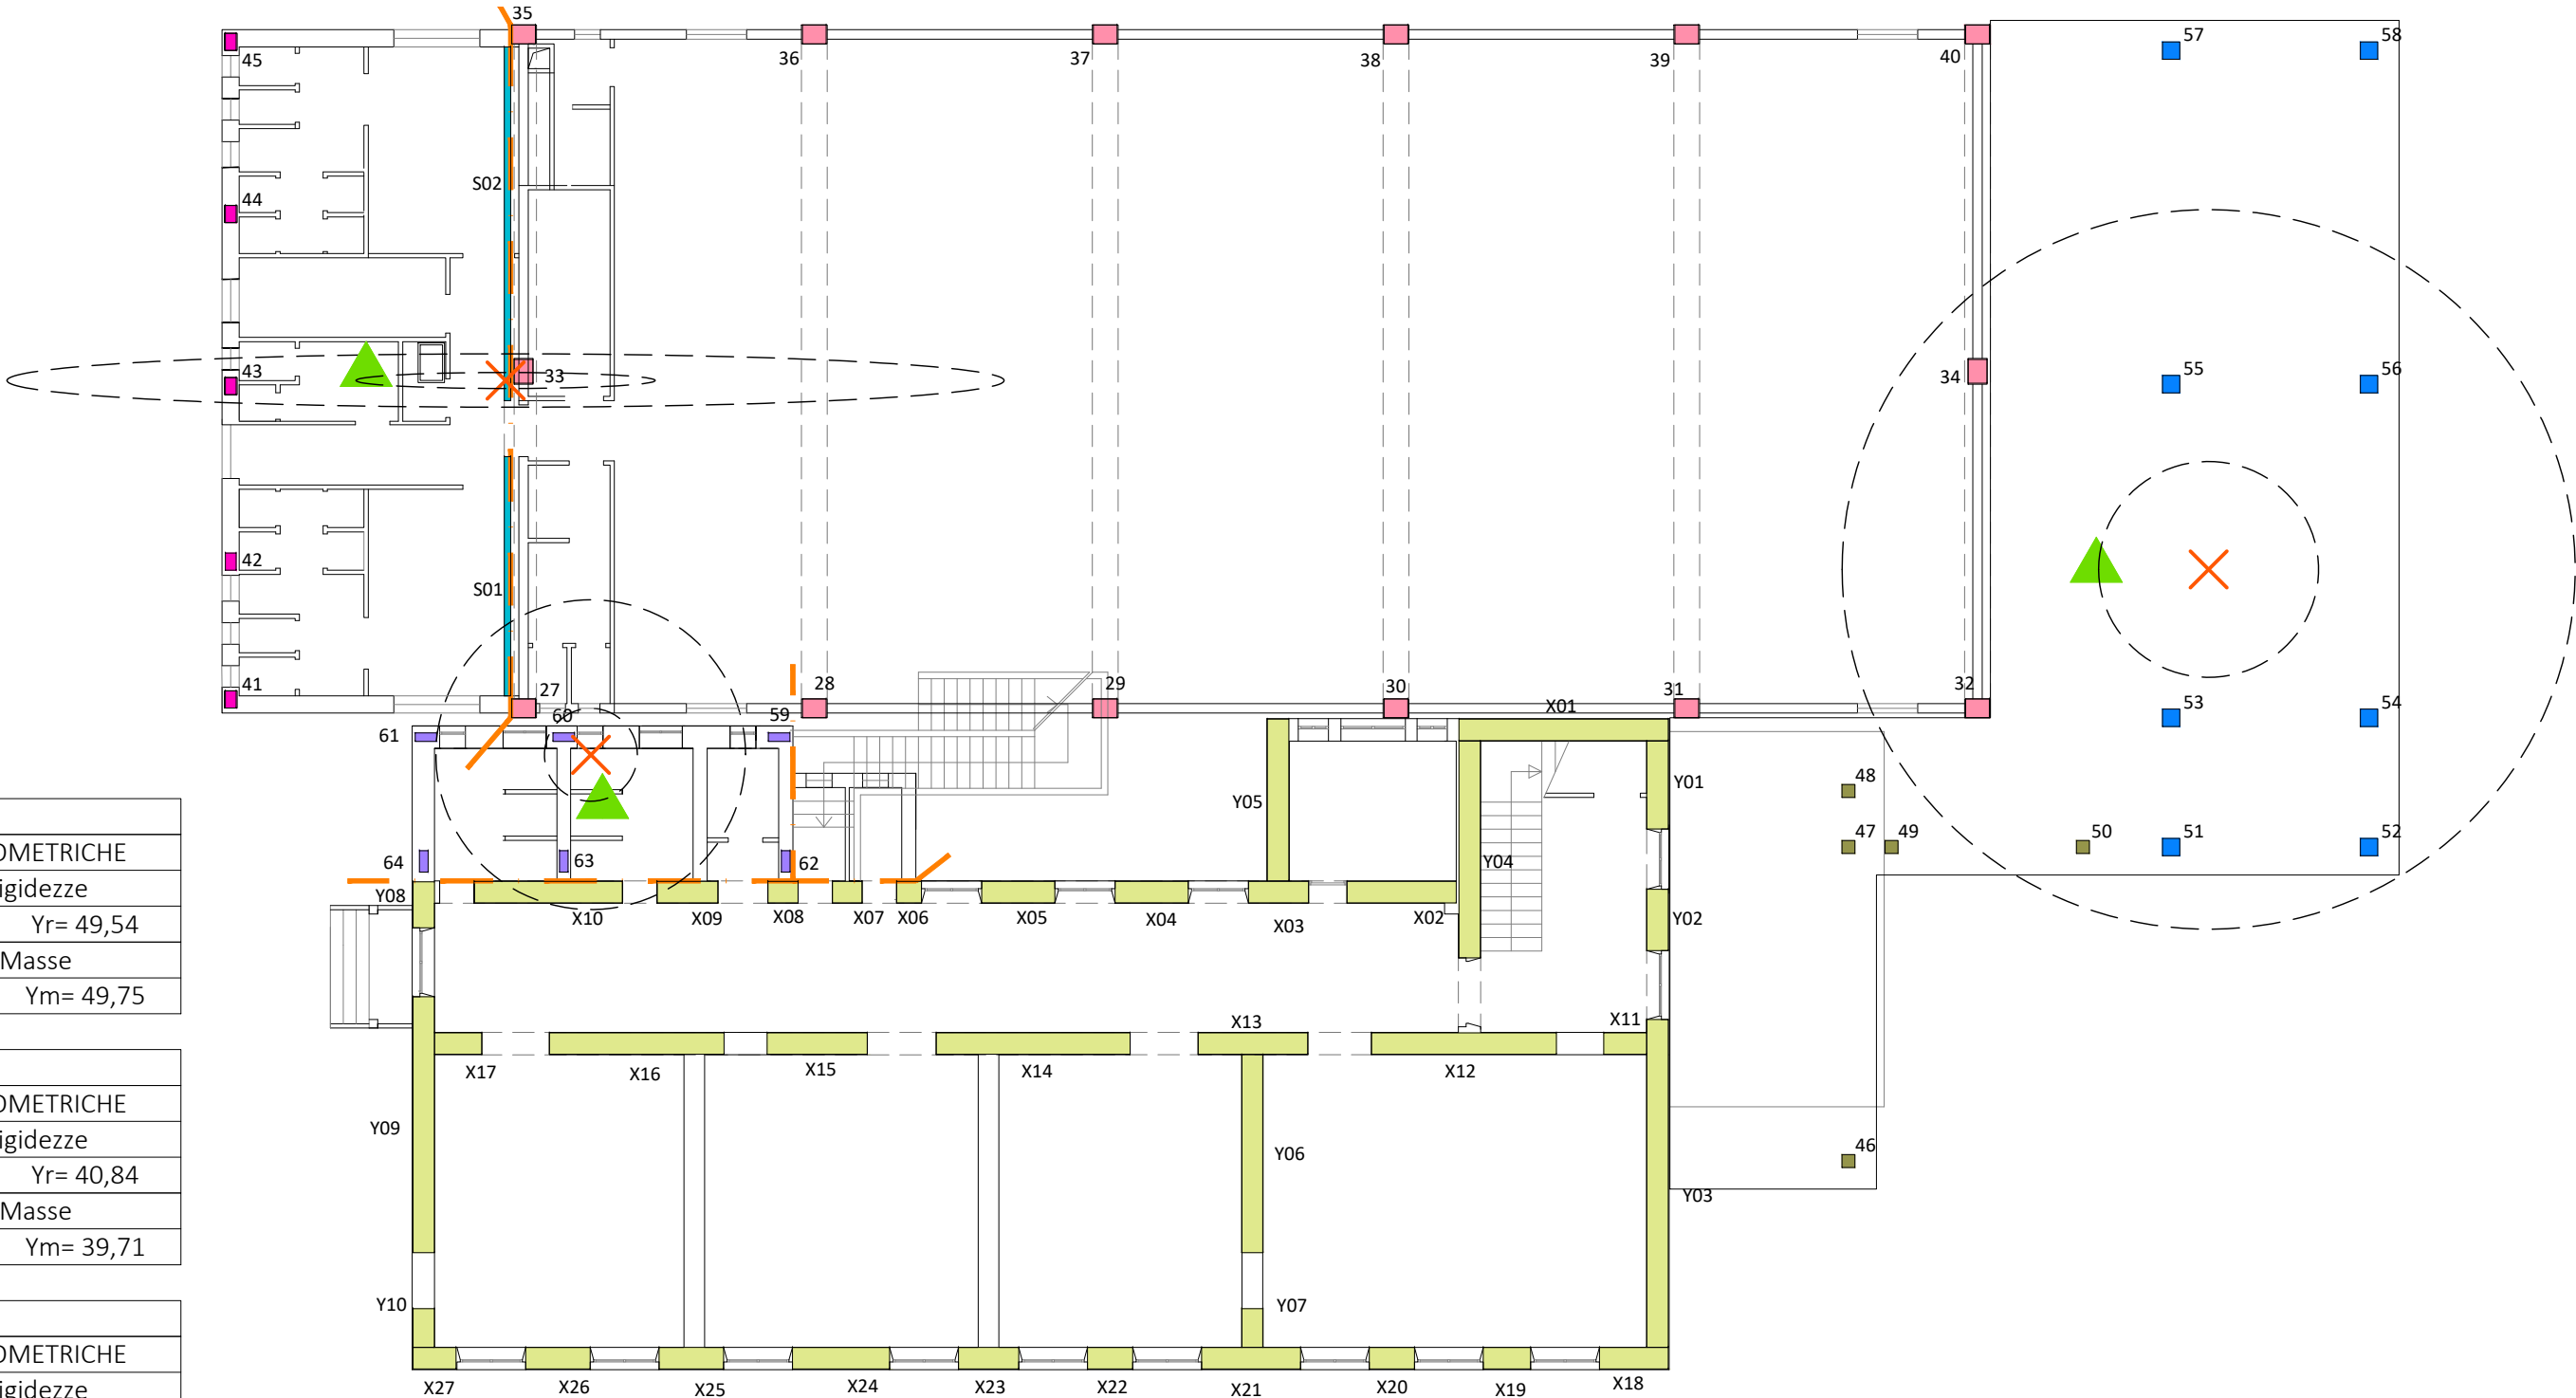 35
57
58
45
36
37
38
39
40
S02
44
43
33
34
55
56
42
S01
41
27
28
29
30
31
32
X01
60
59
61
53
54
Y01
48
Y05
47
49
50
51
52
64
63
62
Y04
Y08
X10
X09
X08
X07
X06
X05
X04
X03
X02
Y02
OMETRICHE
igidezze
Yr= 49,54
Masse
Ym= 49,75
X13
X11
X17
X16
X15
X14
X12
OMETRICHE
igidezze
Yr= 40,84
Masse
Ym= 39,71
Y09
Y06
46
Y03
Y10
Y07
OMETRICHE
igidezze
X27
X26
X25
X24
X23
X22
X21
X20
X19
X18